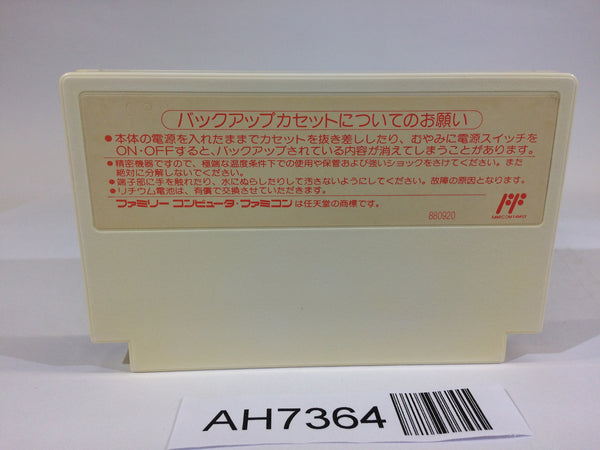 バックアップカセットについてのお願い
●本体の電源を入れたままでカセットを抜き差ししたり、むやみに電源スイッチを
ON・OFFすると、バックアップされている内容が消えてしまうことがあります。
●精密機器ですので、極端な温度条件下での使用や保管および強いショックをさけてください。また
絶対に分解しないでください。
●端子部に手を触れたり、水にぬらしたりして汚さないようにしてください。故障の原因となります。
●リチウム電池は、有償で交換させていただきます。
ファミリー コンピュータ・ファミコン は任天堂の商標です。
880920
FF
AH7364